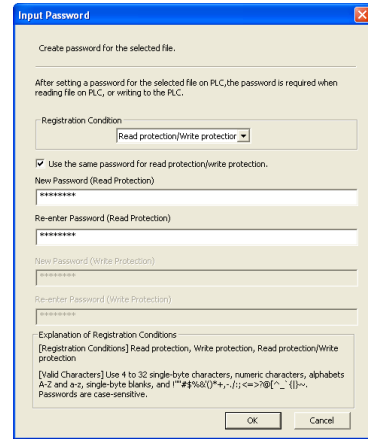 Input Password
Create password for the selected file.
After setting a password for the selected file on PLC,the password is required when
reading file on PLC, or writing to the PLC.
Registration Condition
Read protection/Write protection
Use the same password for read protection/write protection.
New Password (Read Protection)
********
Re-enter Password (Read Protection)
********
New Password (Write Protection)
********
Re-enter Password (Write Protection)
********
Explanation of Registration Conditions
[Registration Conditions] Read protection, Write protection, Read protection/Write
protection
[Valid Characters] Use 4 to 32 single-byte characters, numeric characters, alphabets
A-Z and a-z, single-byte blanks, and !"#$%&'()*+,-./:;<=>?@[^_`{|}~.
Passwords are case-sensitive.
OK
Cancel